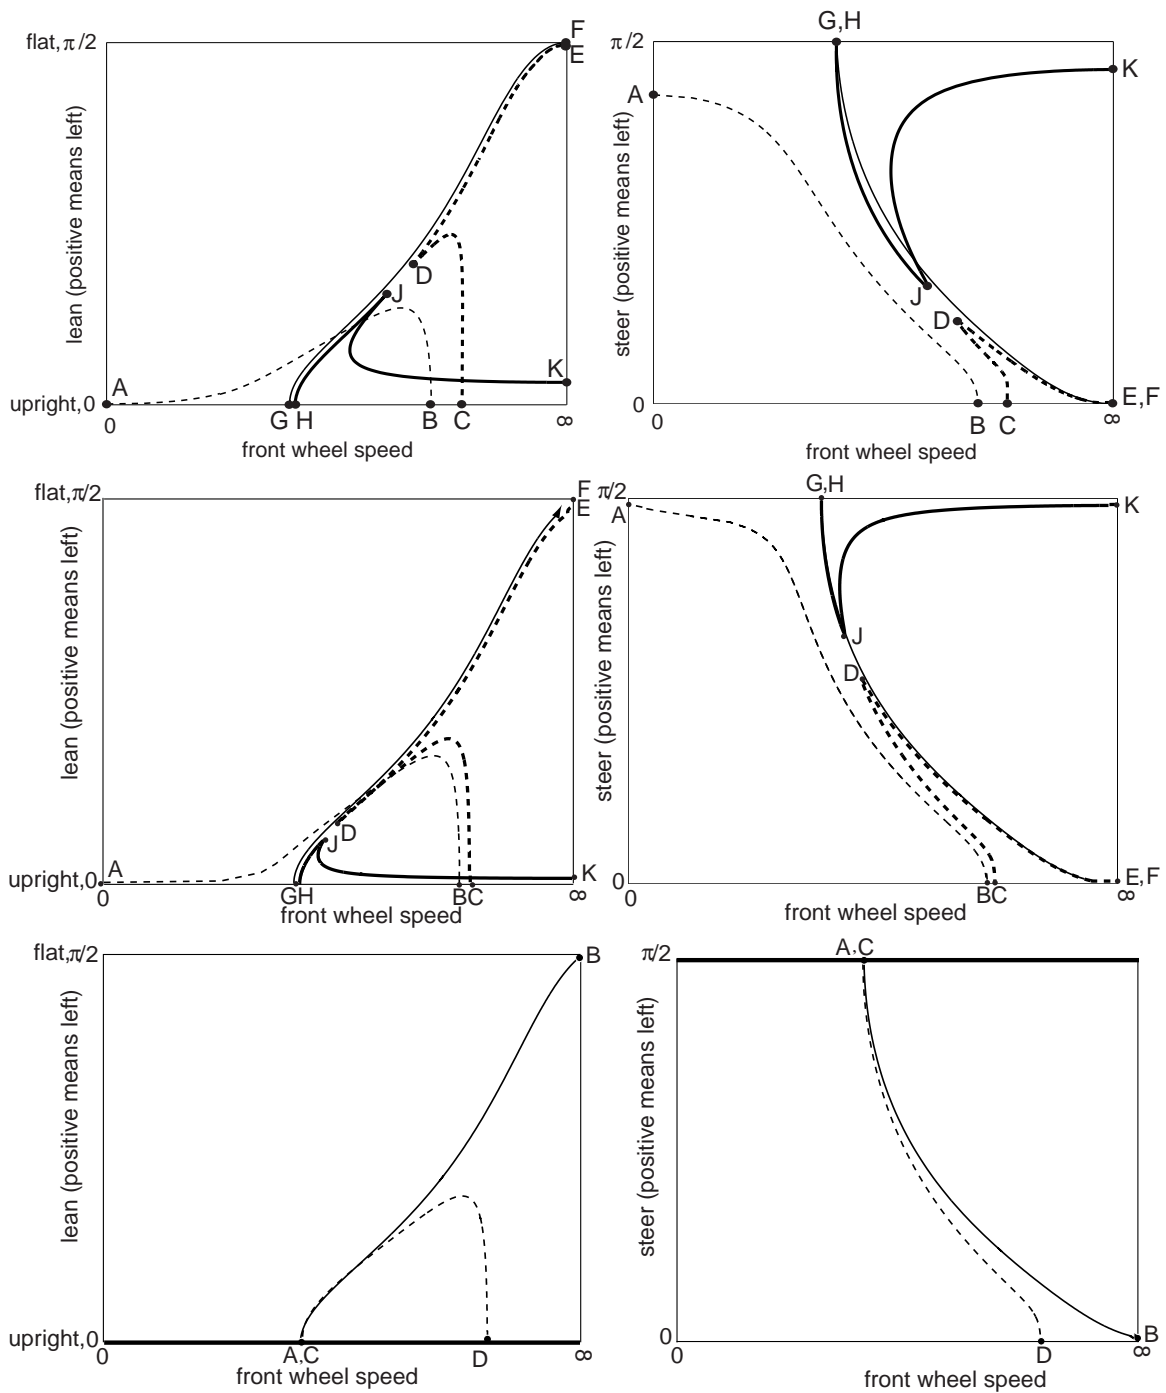 flat, π/2
F
E
lean (positive means left)
D
J
A
K
upright,0
G H
B
C
0
∞
front wheel speed
G,H
π/2
K
A
steer (positive means left)
J
D
0
E,F
B C
0
∞
front wheel speed
flat,π/2
F
E
lean (positive means left)
D
J
A
K
upright,0
GH
BC
0
∞
front wheel speed
G,H
π/2
A
K
steer (positive means left)
J
D
0
E,F
BC
0
∞
front wheel speed
flat,π/2
B
lean (positive means left)
upright,0
0
A,C
D
∞
front wheel speed
A,C
π/2
steer (positive means left)
0
B
0
D
∞
front wheel speed